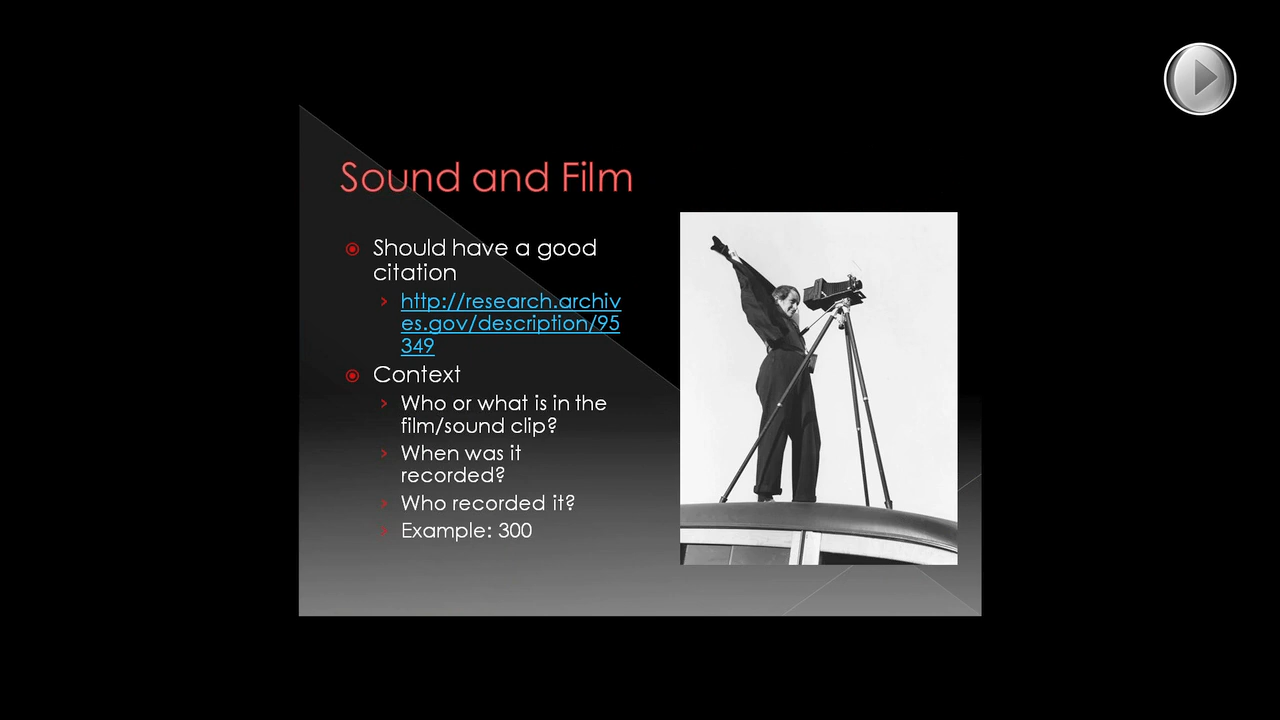 Sound and Film
Should have a good
citation
http://research.archiv
es.gov/description/95
349
Context
Who or what is in the
film/sound clip?
When was it
recorded?
Who recorded it?
Example: 300